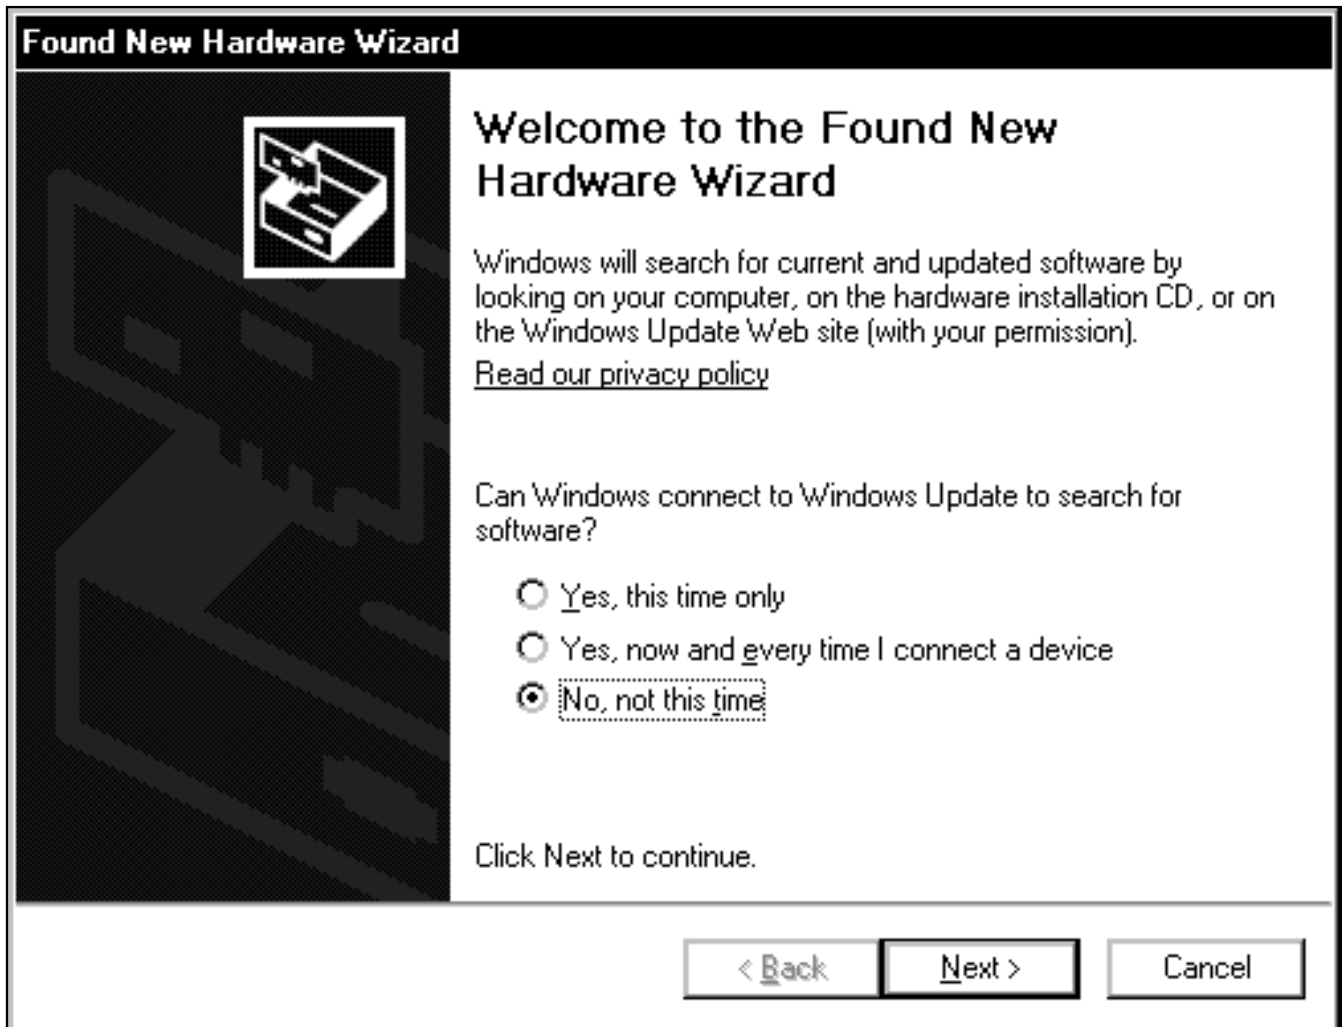 Found New Hardware Wizard
Welcome to the Found New
Hardware Wizard
Windows will search for current and updated software by
looking on your computer, on the hardware installation CD, or on
the Windows Update Web site (with your permission).
Read our privacy policy
Can Windows connect to Windows Update to search for
software?
Yes, this time only
Yes, now and every time I connect a device
No, not this time
Click Next to continue.
< Back Next > Cancel